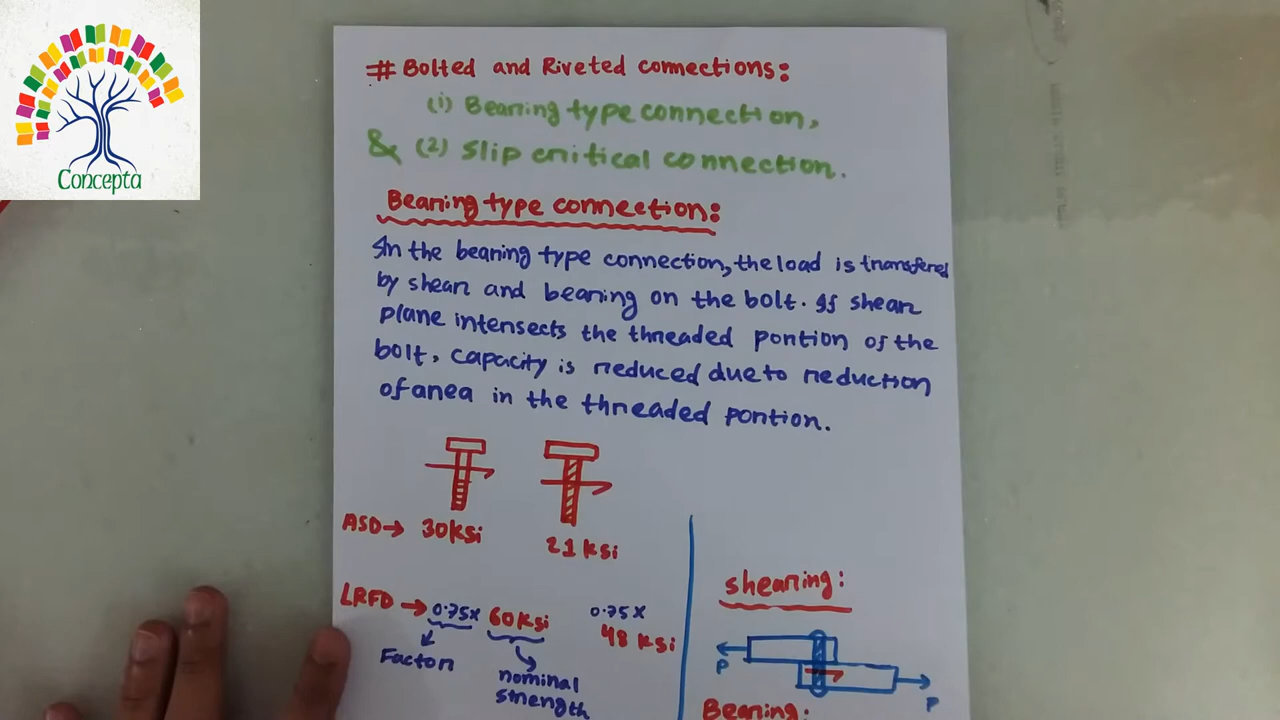 Concepta
# Bolted and Riveted connections:
(i) Bearing type connection,
& (2) Slip critical connection.
Bearing type connection:
In the bearing type connection, the load is transfered
by shear and bearing on the bolt. If shear
plane intersects the threaded portion of the
bolt, capacity is reduced due to reduction
of area in the threaded portion.
ASD→ 30ksi 21 ksi
LRFD → 0.75x 60ksi 0.75x 48 ksi
Factor
nominal
strength
shearing:
P P
Bearing: